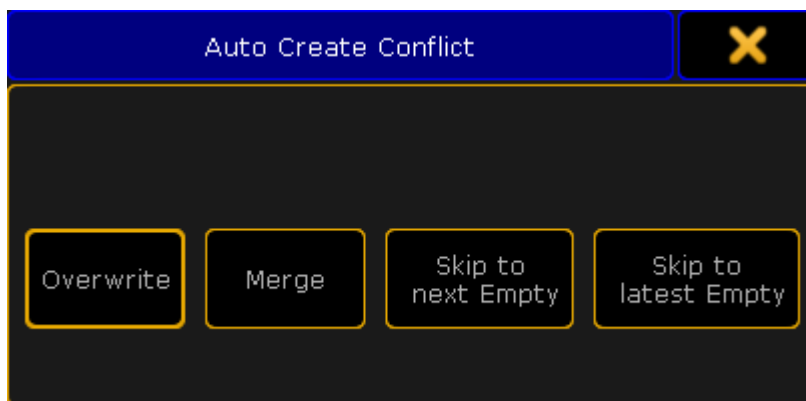 Auto Create Conflict
Overwrite
Merge
Skip to
next Empty
Skip to
latest Empty